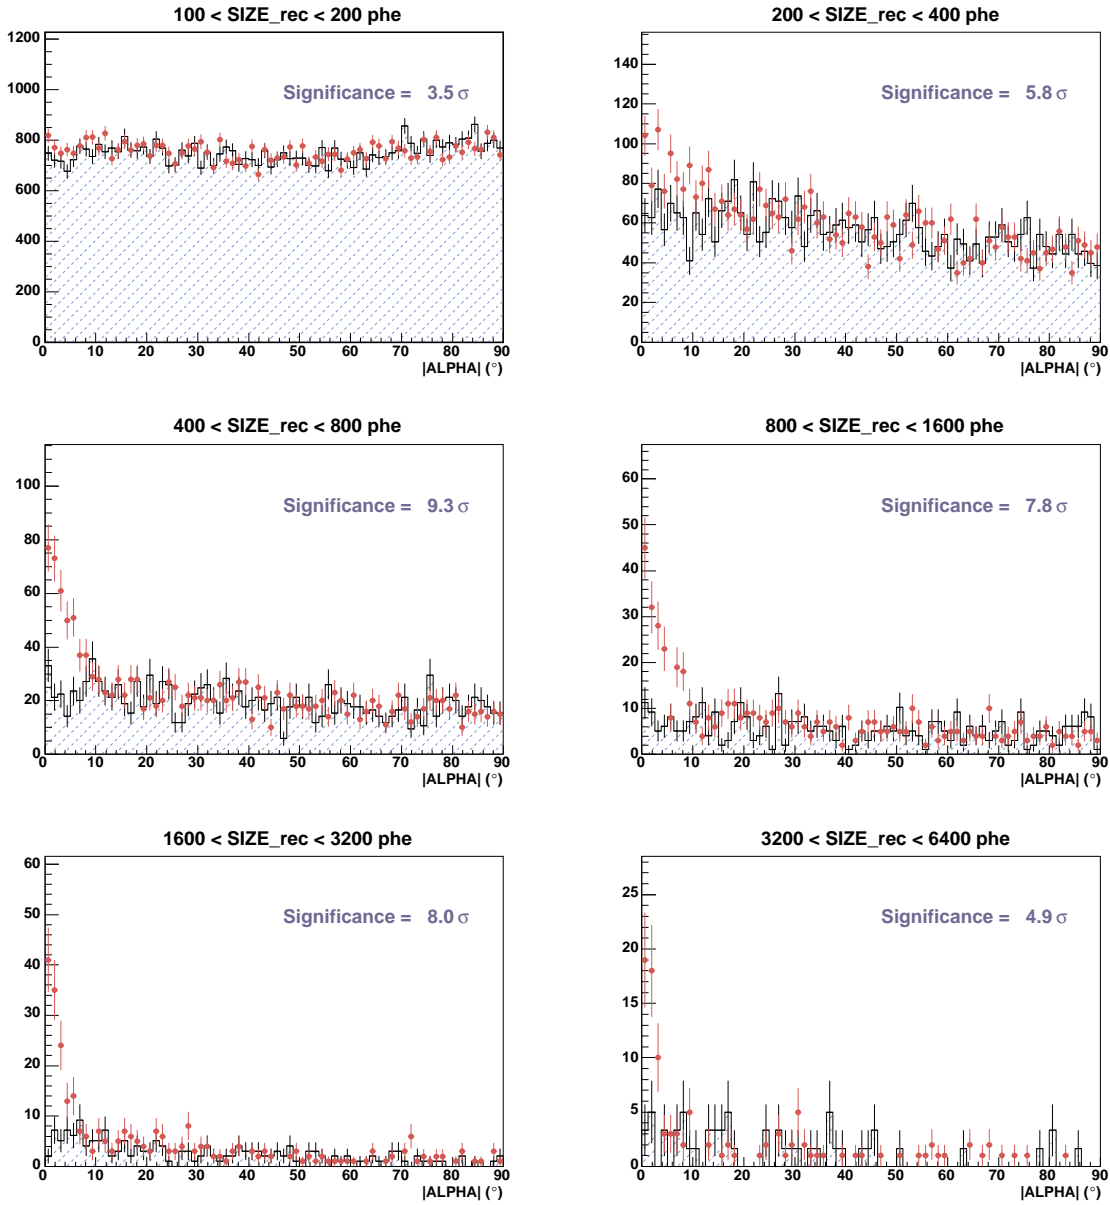 100 < SIZE_rec < 200 phe
1200
1000
800
600
400
200
0
Significance = 3.5 σ
0 10 20 30 40 50 60 70 80 90
|ALPHA| (°)
200 < SIZE_rec < 400 phe
140
120
100
80
60
40
20
0
Significance = 5.8 σ
0 10 20 30 40 50 60 70 80 90
|ALPHA| (°)
400 < SIZE_rec < 800 phe
100
80
60
40
20
0
Significance = 9.3 σ
0 10 20 30 40 50 60 70 80 90
|ALPHA| (°)
800 < SIZE_rec < 1600 phe
60
50
40
30
20
10
0
Significance = 7.8 σ
0 10 20 30 40 50 60 70 80 90
|ALPHA| (°)
1600 < SIZE_rec < 3200 phe
60
50
40
30
20
10
0
Significance = 8.0 σ
0 10 20 30 40 50 60 70 80 90
|ALPHA| (°)
3200 < SIZE_rec < 6400 phe
25
20
15
10
5
0
Significance = 4.9 σ
0 10 20 30 40 50 60 70 80 90
|ALPHA| (°)